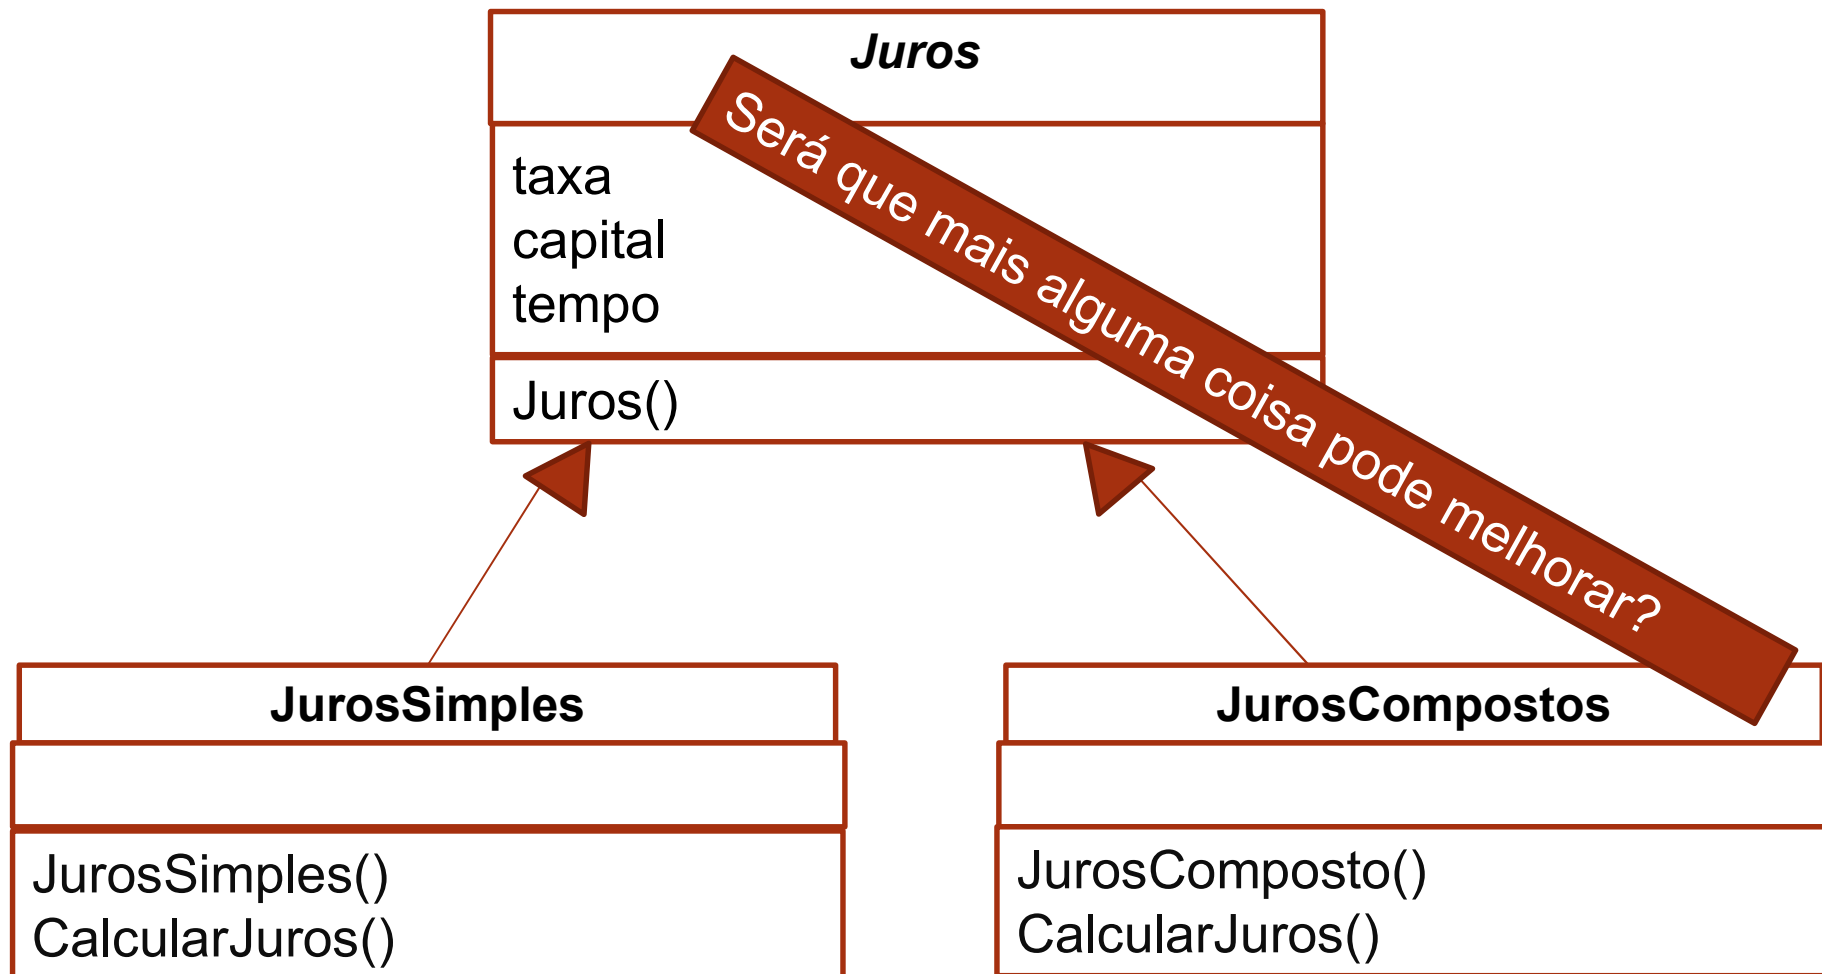 Juros
Será que mais alguma coisa pode melhorar?
taxa
capital
tempo
Juros()
JurosSimples
JurosSimples()
CalcularJuros()
JurosCompostos
JurosComposto()
CalcularJuros()